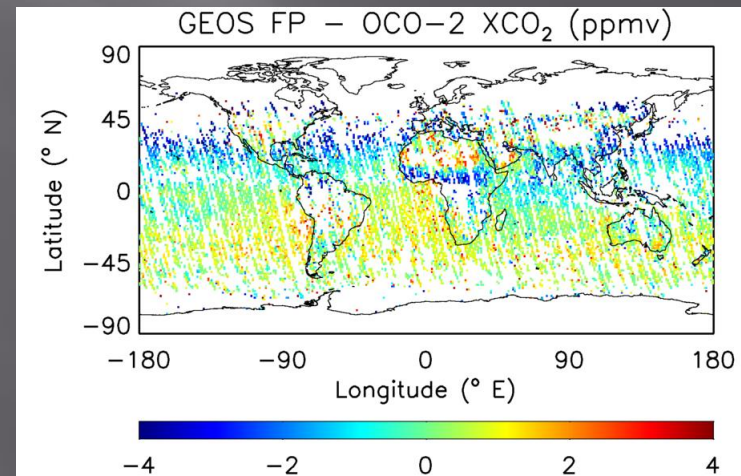 GEOS FP − OCO−2 XCO₂ (ppmv)
90
45
0
−45
−90
Latitude (° N)
−180 −90 0 90 180
Longitude (° E)
−4 −2 0 2 4